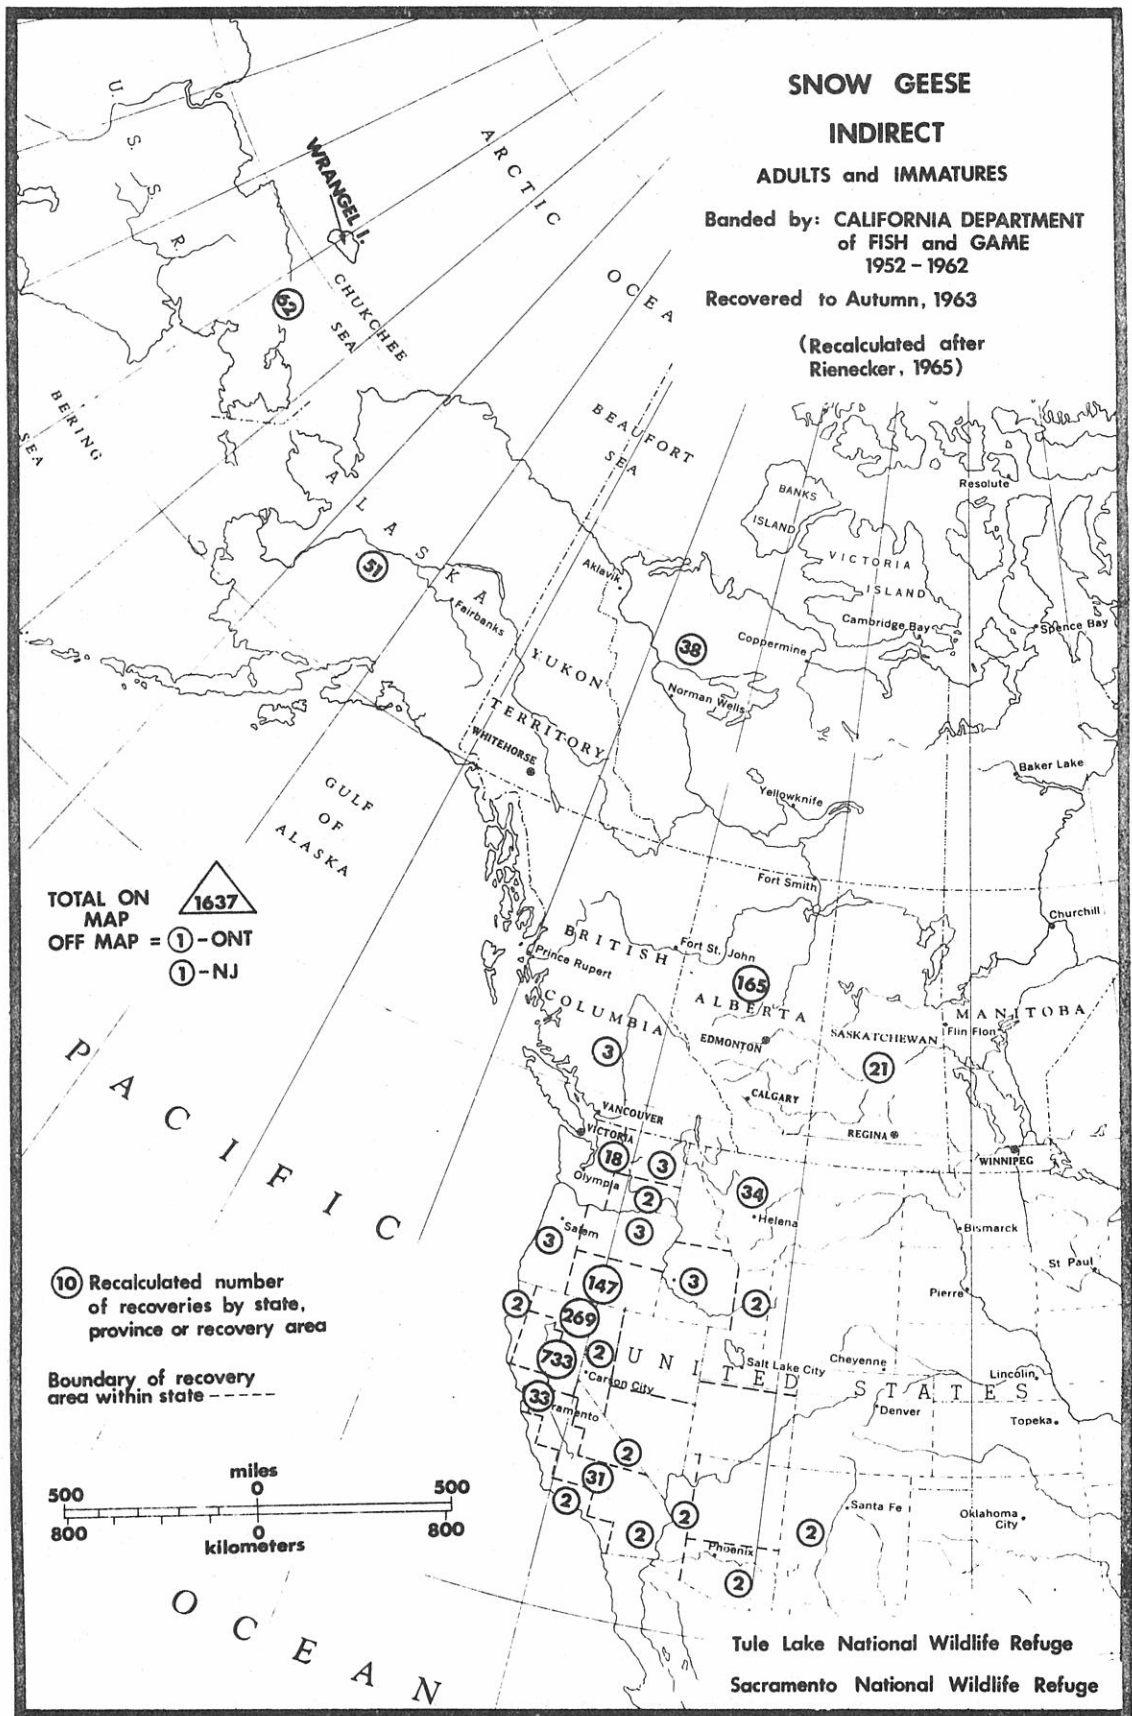 SNOW GEESE
INDIRECT
ADULTS and IMMATURES
Banded by: CALIFORNIA DEPARTMENT
of FISH and GAME
1952 – 1962
Recovered to Autumn, 1963
(Recalculated after
Rienecker, 1965)
U. S. S. R.
WRANGEL I.
ARCTIC
OCEA
62
CHUKCHEE
SEA
BERING
SEA
BEAUFORT
SEA
ALASKA
BANKS
ISLAND
Resolute
VICTORIA
ISLAND
51
Aklavik
Fairbanks
Cambridge Bay
Spence Bay
Coppermine
38
YUKON
TERRITORY
Norman Wells
WHITEHORSE
Baker Lake
Yellowknife
GULF
OF
ALASKA
Fort Smith
TOTAL ON
MAP
1637
OFF MAP = 1 – ONT
1 – NJ
Churchill
BRITISH
COLUMBIA
Prince Rupert
Fort St. John
165
ALBERTA
MANITOBA
SASKATCHEWAN
Flin Flon
EDMONTON
3
21
CALGARY
VANCOUVER
VICTORIA
REGINA
WINNIPEG
PACIFIC
18
3
Olympia
2
34
Helena
Salem
3
3
Bismarck
St Paul
10 Recalculated number
of recoveries by state,
province or recovery area
147
3
2
2
Pierre
269
733
2
UNITED
STATES
Salt Lake City
Cheyenne
Lincoln
Carson City
Boundary of recovery
area within state -----
33
ramento
Denver
Topeka
2
31
2
miles
500 0 500
800 0 800
kilometers
2
2
2
Santa Fe
Oklahoma
City
Phoenix
2
OCEAN
Tule Lake National Wildlife Refuge
Sacramento National Wildlife Refuge